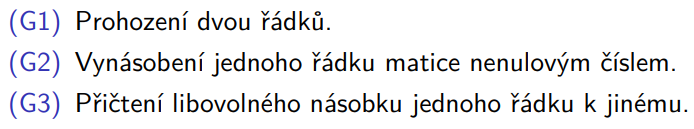 (G1) Prohození dvou řádků.
(G2) Vynásobení jednoho řádku matice nenulovým číslem.
(G3) Přičtení libovolného násobku jednoho řádku k jinému.